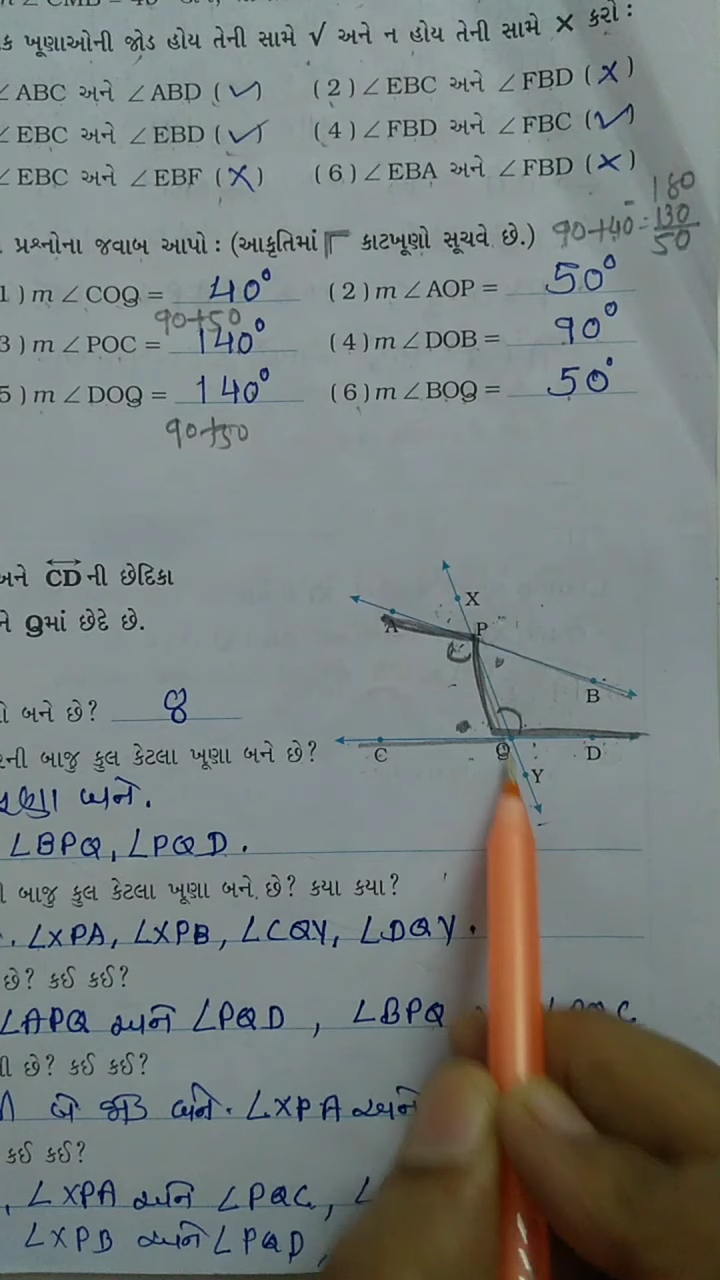 ક ખૂણાઓની જોડ હોય તેની સામે √ અને ન હોય તેની સામે × કરો :
∠ ABC અને ∠ ABD ( ✓ ) ( 2 ) ∠ EBC અને ∠ FBD ( × )
∠ EBC અને ∠ EBD ( ✓ ) ( 4 ) ∠ FBD અને ∠ FBC ( ✓ )
∠ EBC અને ∠ EBF ( × ) ( 6 ) ∠ EBA અને ∠ FBD ( × )
પ્રશ્નોના જવાબ આપો : (આકૃતિમાં કાટખૂણો સૂચવે છે.) 90+40=130
180
50
1 ) m ∠ COQ = 40° ( 2 ) m ∠ AOP = 50°
90+50
3 ) m ∠ POC = 140° ( 4 ) m ∠ DOB = 90°
5 ) m ∠ DOQ = 140° ( 6 ) m ∠ BOQ = 50°
90+50
અને CD ની છેદિકા
ને Qમાં છેદે છે.
X
A
P
B
C
Q
D
Y
બને છે? 8
ની બાજુ કુલ કેટલા ખૂણા બને છે?
બને.
∠BPQ, ∠PQD.
બાજુ કુલ કેટલા ખૂણા બને છે? કયા કયા?
∠XPA, ∠XPB, ∠CQY, ∠DQY.
છે? કઈ કઈ?
∠APQ અને ∠PQD , ∠BPQ
છે? કઈ કઈ?
બે જોડ બને. ∠XPA અને
કઈ કઈ?
, ∠XPA અને ∠PQC,
∠XPB અને ∠PQD,